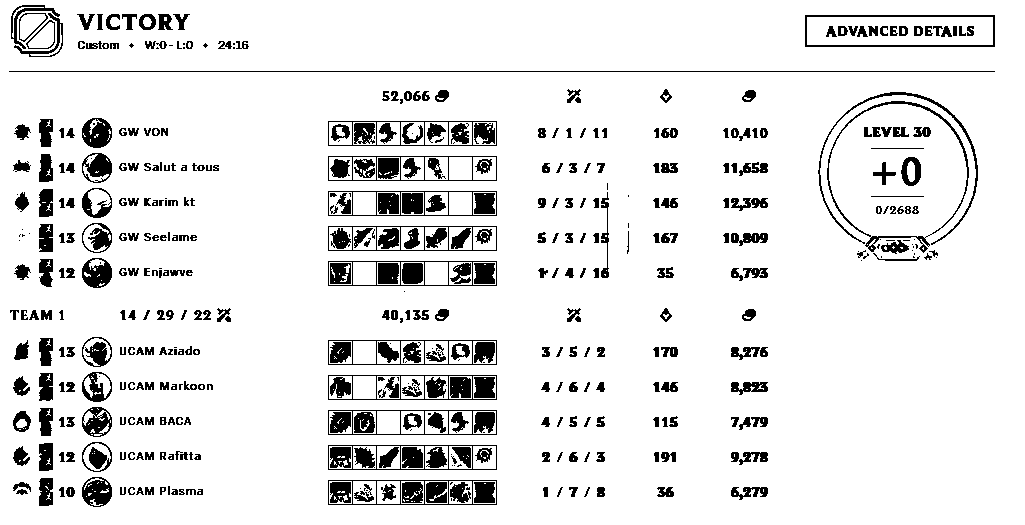 VICTORY
Custom • W:0 - L:0 • 24:16
ADVANCED DETAILS
52,066
14 GW VON 8 / 1 / 11 160 10,410
14 GW Salut a tous 6 / 3 / 7 183 11,658
14 GW Karim kt 9 / 3 / 15 146 12,396
13 GW Seelame 5 / 3 / 15 167 10,809
12 GW Enjawve 1 / 4 / 16 35 6,793
LEVEL 30
+0
0/2688
TEAM 1 14 / 29 / 22 40,135
13 UCAM Aziado 3 / 5 / 2 170 8,276
12 UCAM Markoon 4 / 6 / 4 146 8,823
13 UCAM BACA 4 / 5 / 5 115 7,479
12 UCAM Rafitta 2 / 6 / 3 191 9,278
10 UCAM Plasma 1 / 7 / 8 36 6,279